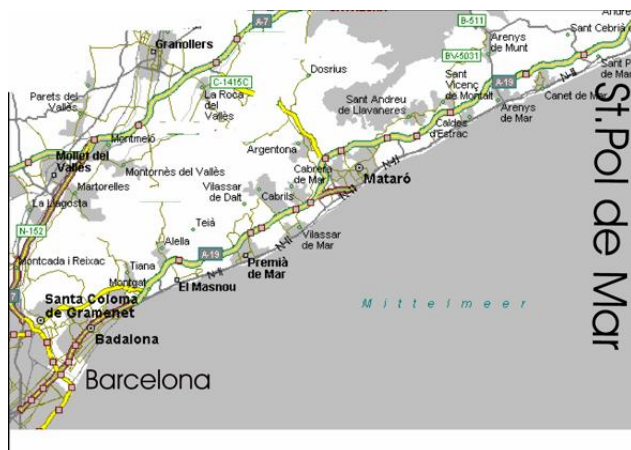 A-7
B-511
Arenys
de Munt
Sant Cebrià
Granollers
BV-5031
C-1415C
Dosrius
Sant
Vicenç
de Montalt
A-19
Canet de Mar
Parets del
Vallès
La Roca
del
Vallès
Sant Andreu
de Llavaneres
Arenys
de Mar
Caldes
d'Estrac
Montmeló
Argentona
N-II
Mollet del
Vallès
Montornès del Vallès
Cabrera
de Mar
Mataró
Martorelles
Vilassar
de Dalt
Cabrils
La Llagosta
N-152
Teià
Vilassar
de Mar
N-II
Alella
A-19
Montcada i Reixac
Tiana
Premià
de Mar
Montgat
N-II
El Masnou
Santa Coloma
de Gramenet
Mittelmeer
Badalona
Barcelona
St.Pol de Mar